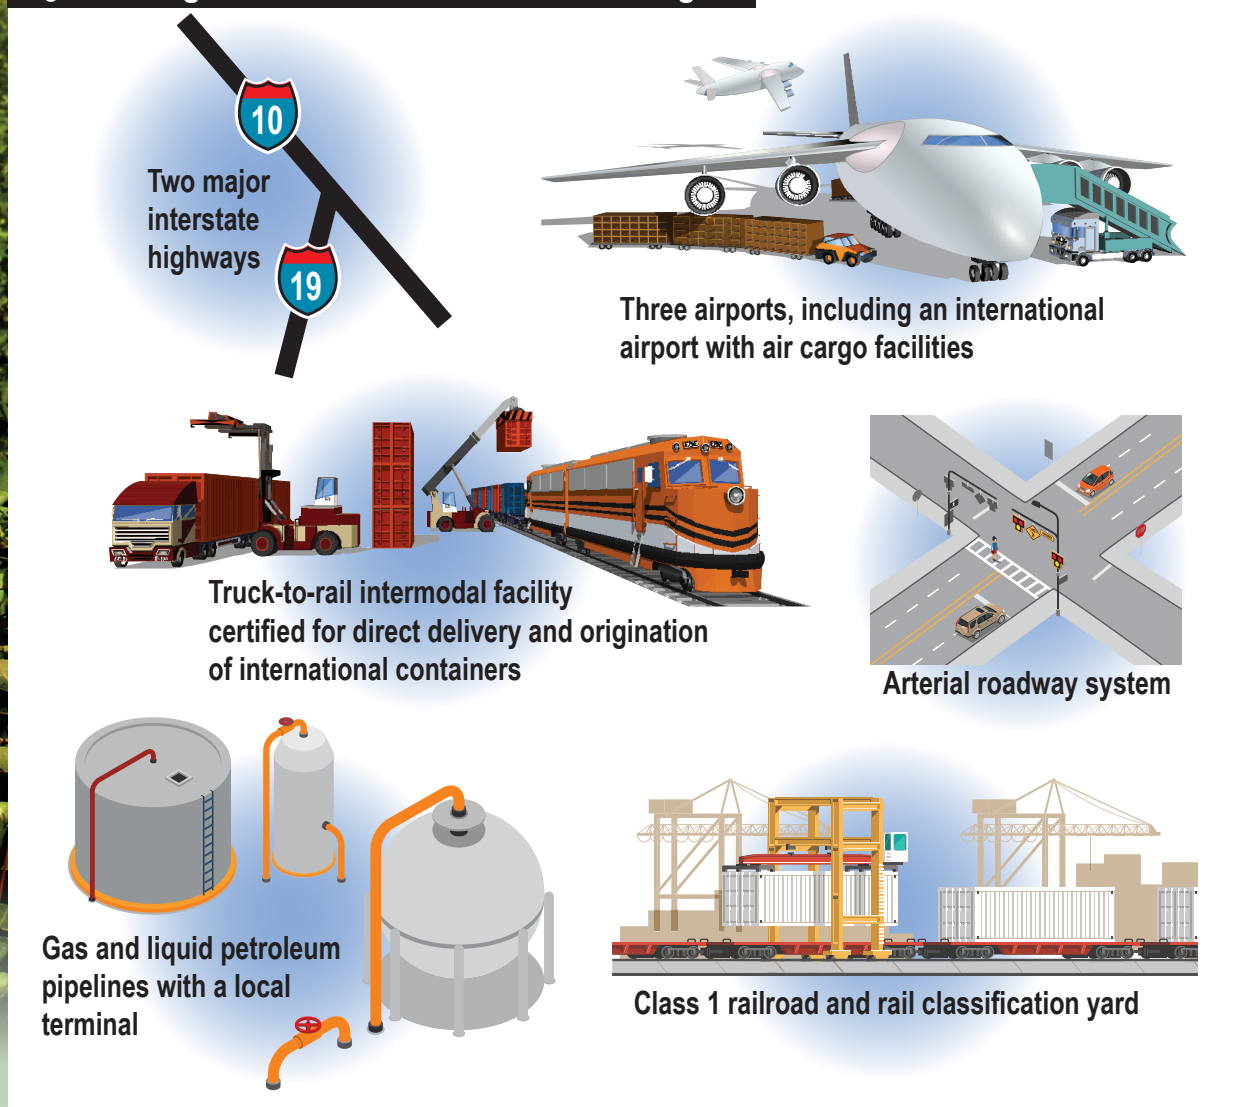 10
Two major
interstate
highways
19
Three airports, including an international
airport with air cargo facilities
Truck-to-rail intermodal facility
certified for direct delivery and origination
of international containers
Arterial roadway system
Gas and liquid petroleum
pipelines with a local
terminal
Class 1 railroad and rail classification yard